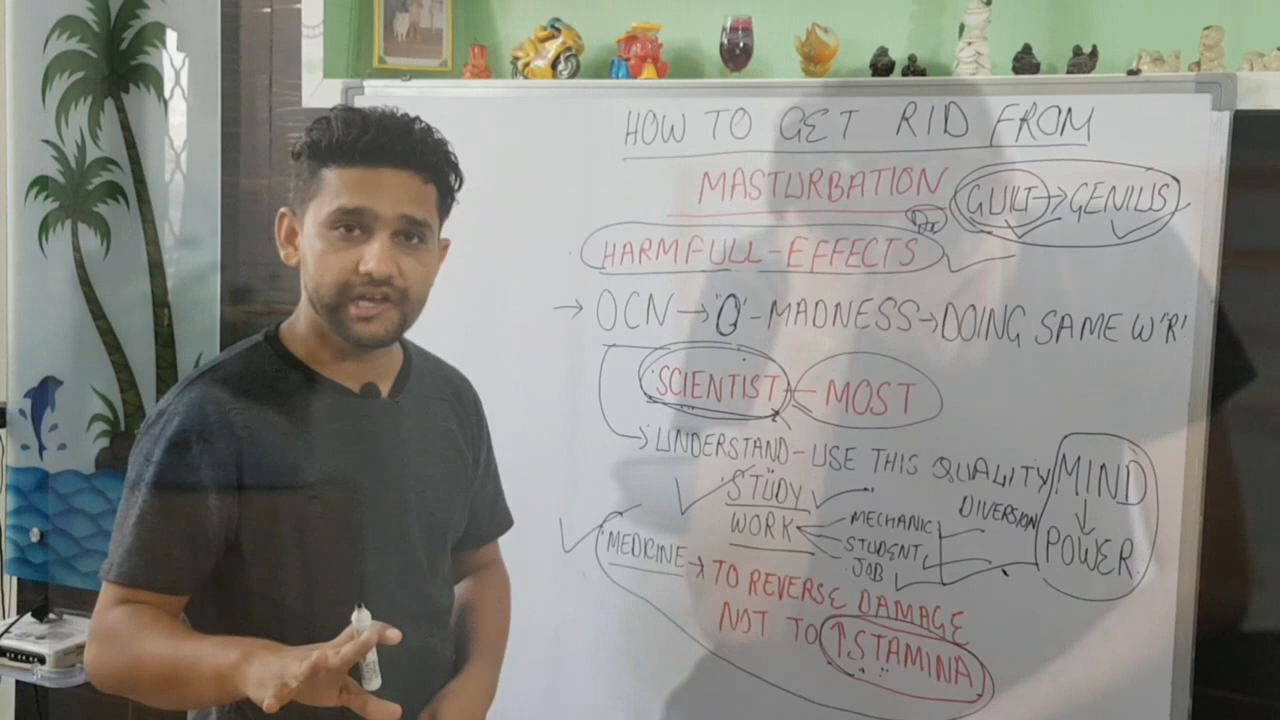 HOW TO GET RID FROM
MASTURBATION GUILT → GENIUS
HARMFULL-EFFECTS
→ OCN → 'O' - MADNESS → DOING SAME W'R'
SCIENTIST - MOST
→ UNDERSTAND - USE THIS QUALITY MIND
STUDY DIVERSION ↓
WORK MECHANIC POWER
STUDENT
JOB
MEDICINE → TO REVERSE DAMAGE
NOT TO ↑ STAMINA